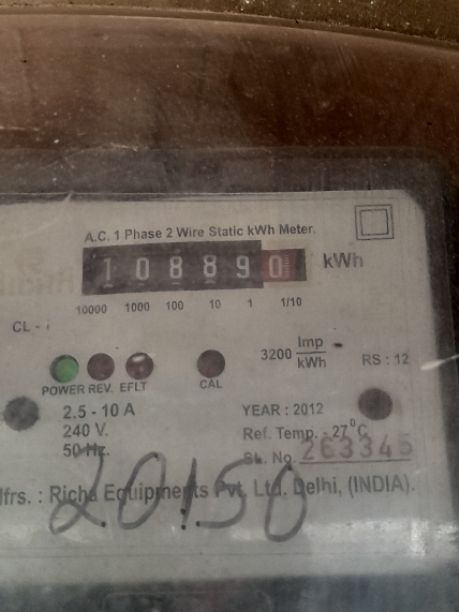 A.C. 1 Phase 2 Wire Static kWh Meter.
108890 kWh
10000 1000 100 10 1 1/10
CL -
3200 Imp/kWh
RS : 12
POWER REV. EFLT CAL
2.5 - 10 A
240 V.
50 Hz.
YEAR : 2012
Ref. Temp. - 27°C
SL. No. 263345
Mfrs. : Richa Equipments Pvt. Ltd. Delhi, (INDIA).
20150